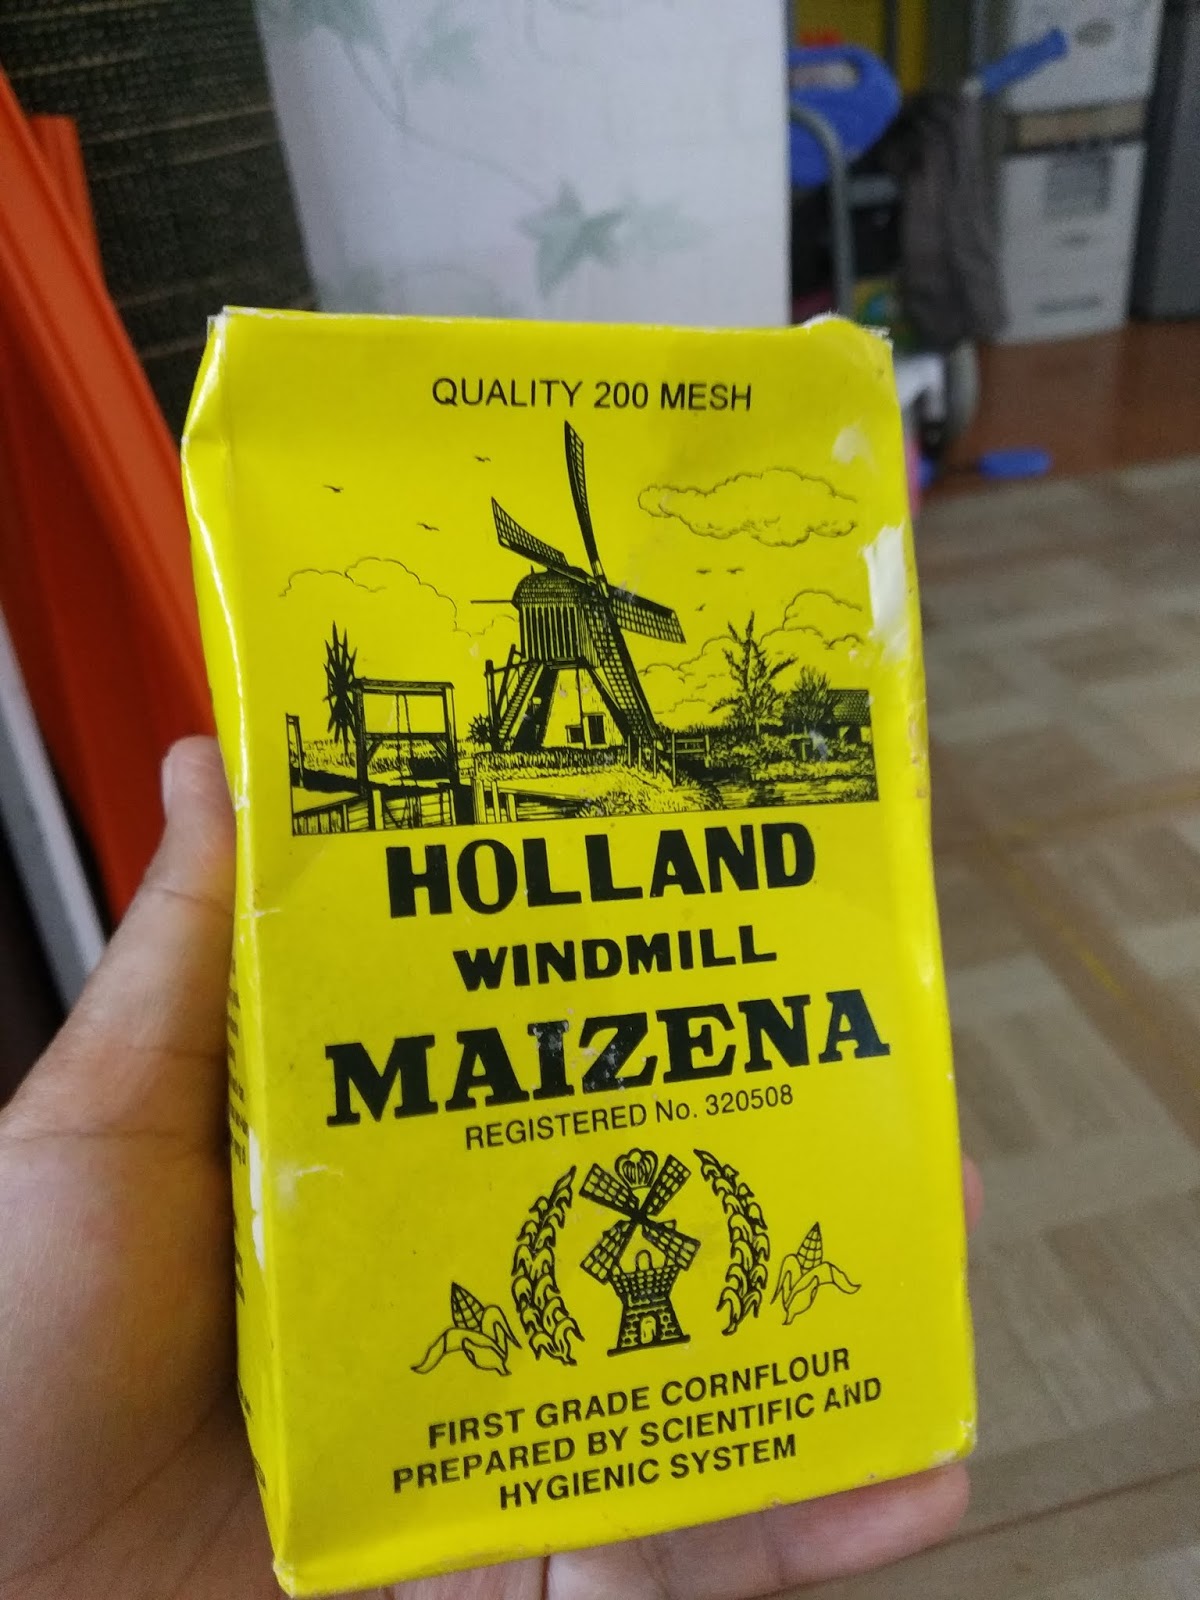 QUALITY 200 MESH
HOLLAND
WINDMILL
MAIZENA
REGISTERED No. 320508
FIRST GRADE CORNFLOUR
PREPARED BY SCIENTIFIC AND
HYGIENIC SYSTEM